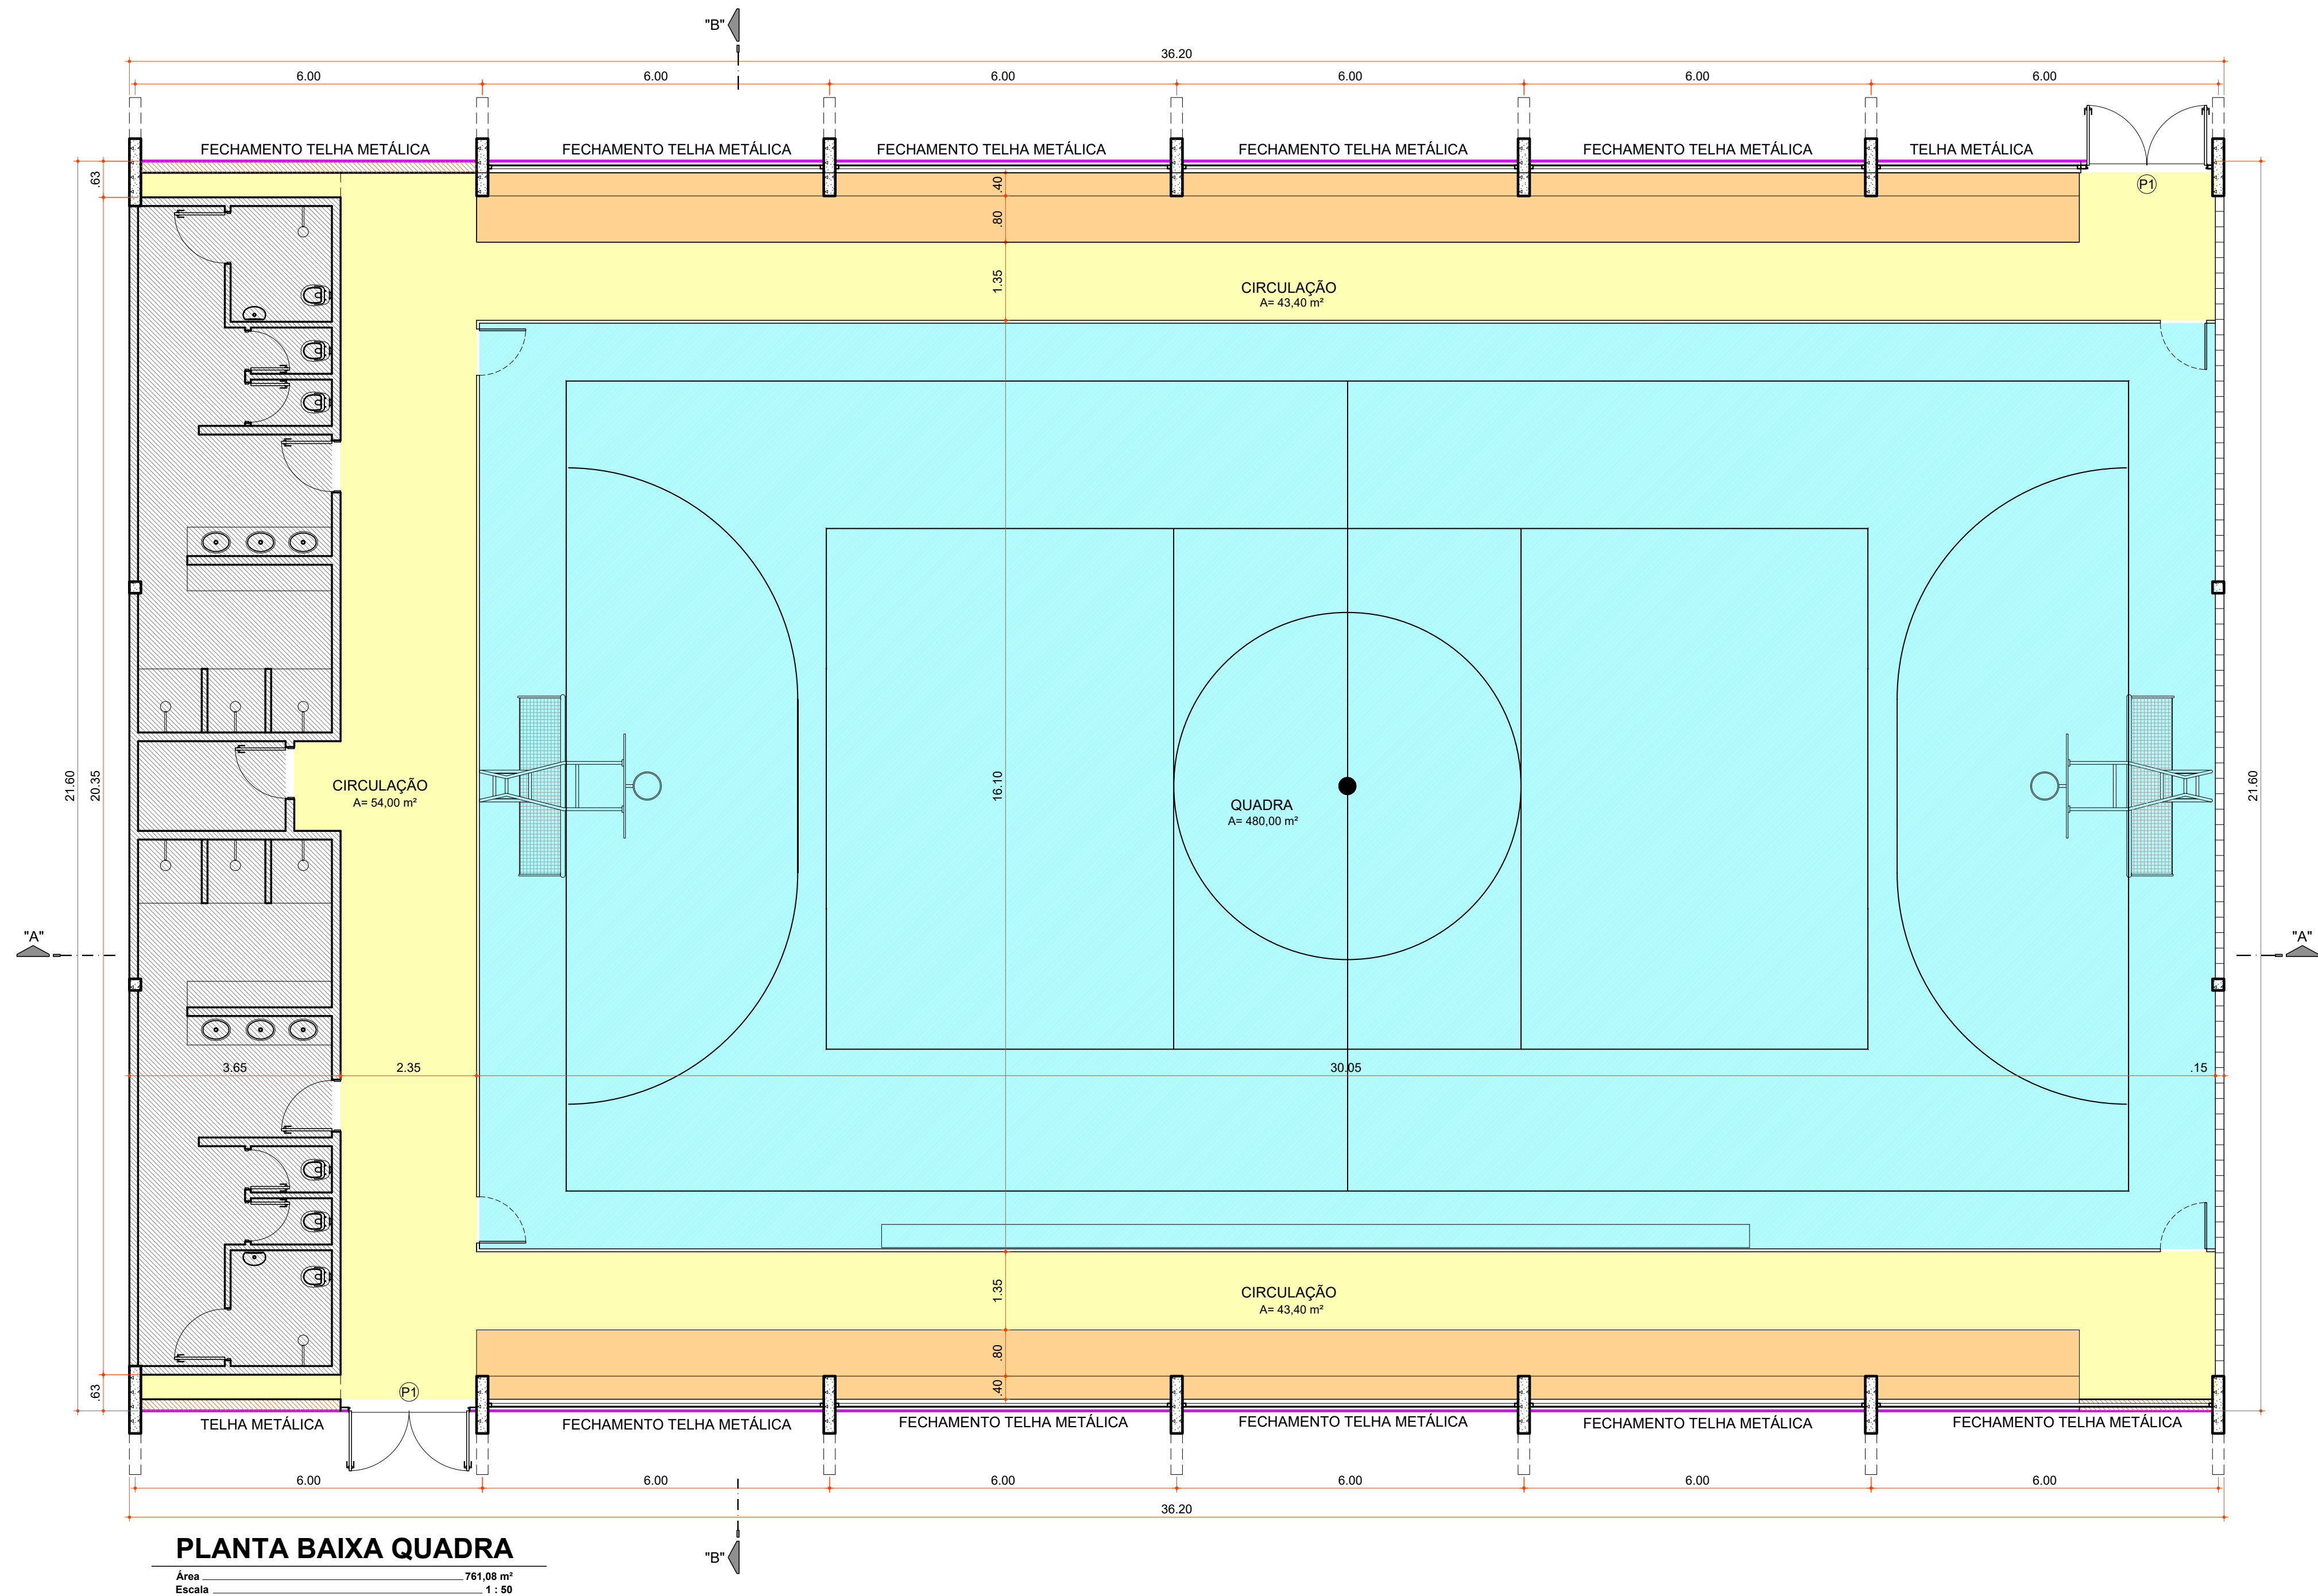 "B"
36.20
6.00 6.00 6.00 6.00 6.00 6.00
FECHAMENTO TELHA METÁLICA FECHAMENTO TELHA METÁLICA FECHAMENTO TELHA METÁLICA FECHAMENTO TELHA METÁLICA FECHAMENTO TELHA METÁLICA TELHA METÁLICA
.63
.40
P1
.80
1.35
CIRCULAÇÃO
A= 43,40 m²
21.60
20.35
CIRCULAÇÃO
A= 54,00 m²
16.10
QUADRA
A= 480,00 m²
21.60
"A"
"A"
3.65 2.35 30.05 .15
1.35
CIRCULAÇÃO
A= 43,40 m²
.80
.63
P1
.40
TELHA METÁLICA FECHAMENTO TELHA METÁLICA FECHAMENTO TELHA METÁLICA FECHAMENTO TELHA METÁLICA FECHAMENTO TELHA METÁLICA FECHAMENTO TELHA METÁLICA
6.00 6.00 6.00 6.00 6.00 6.00
36.20
"B"
PLANTA BAIXA QUADRA
Área 761,08 m²
Escala 1 : 50